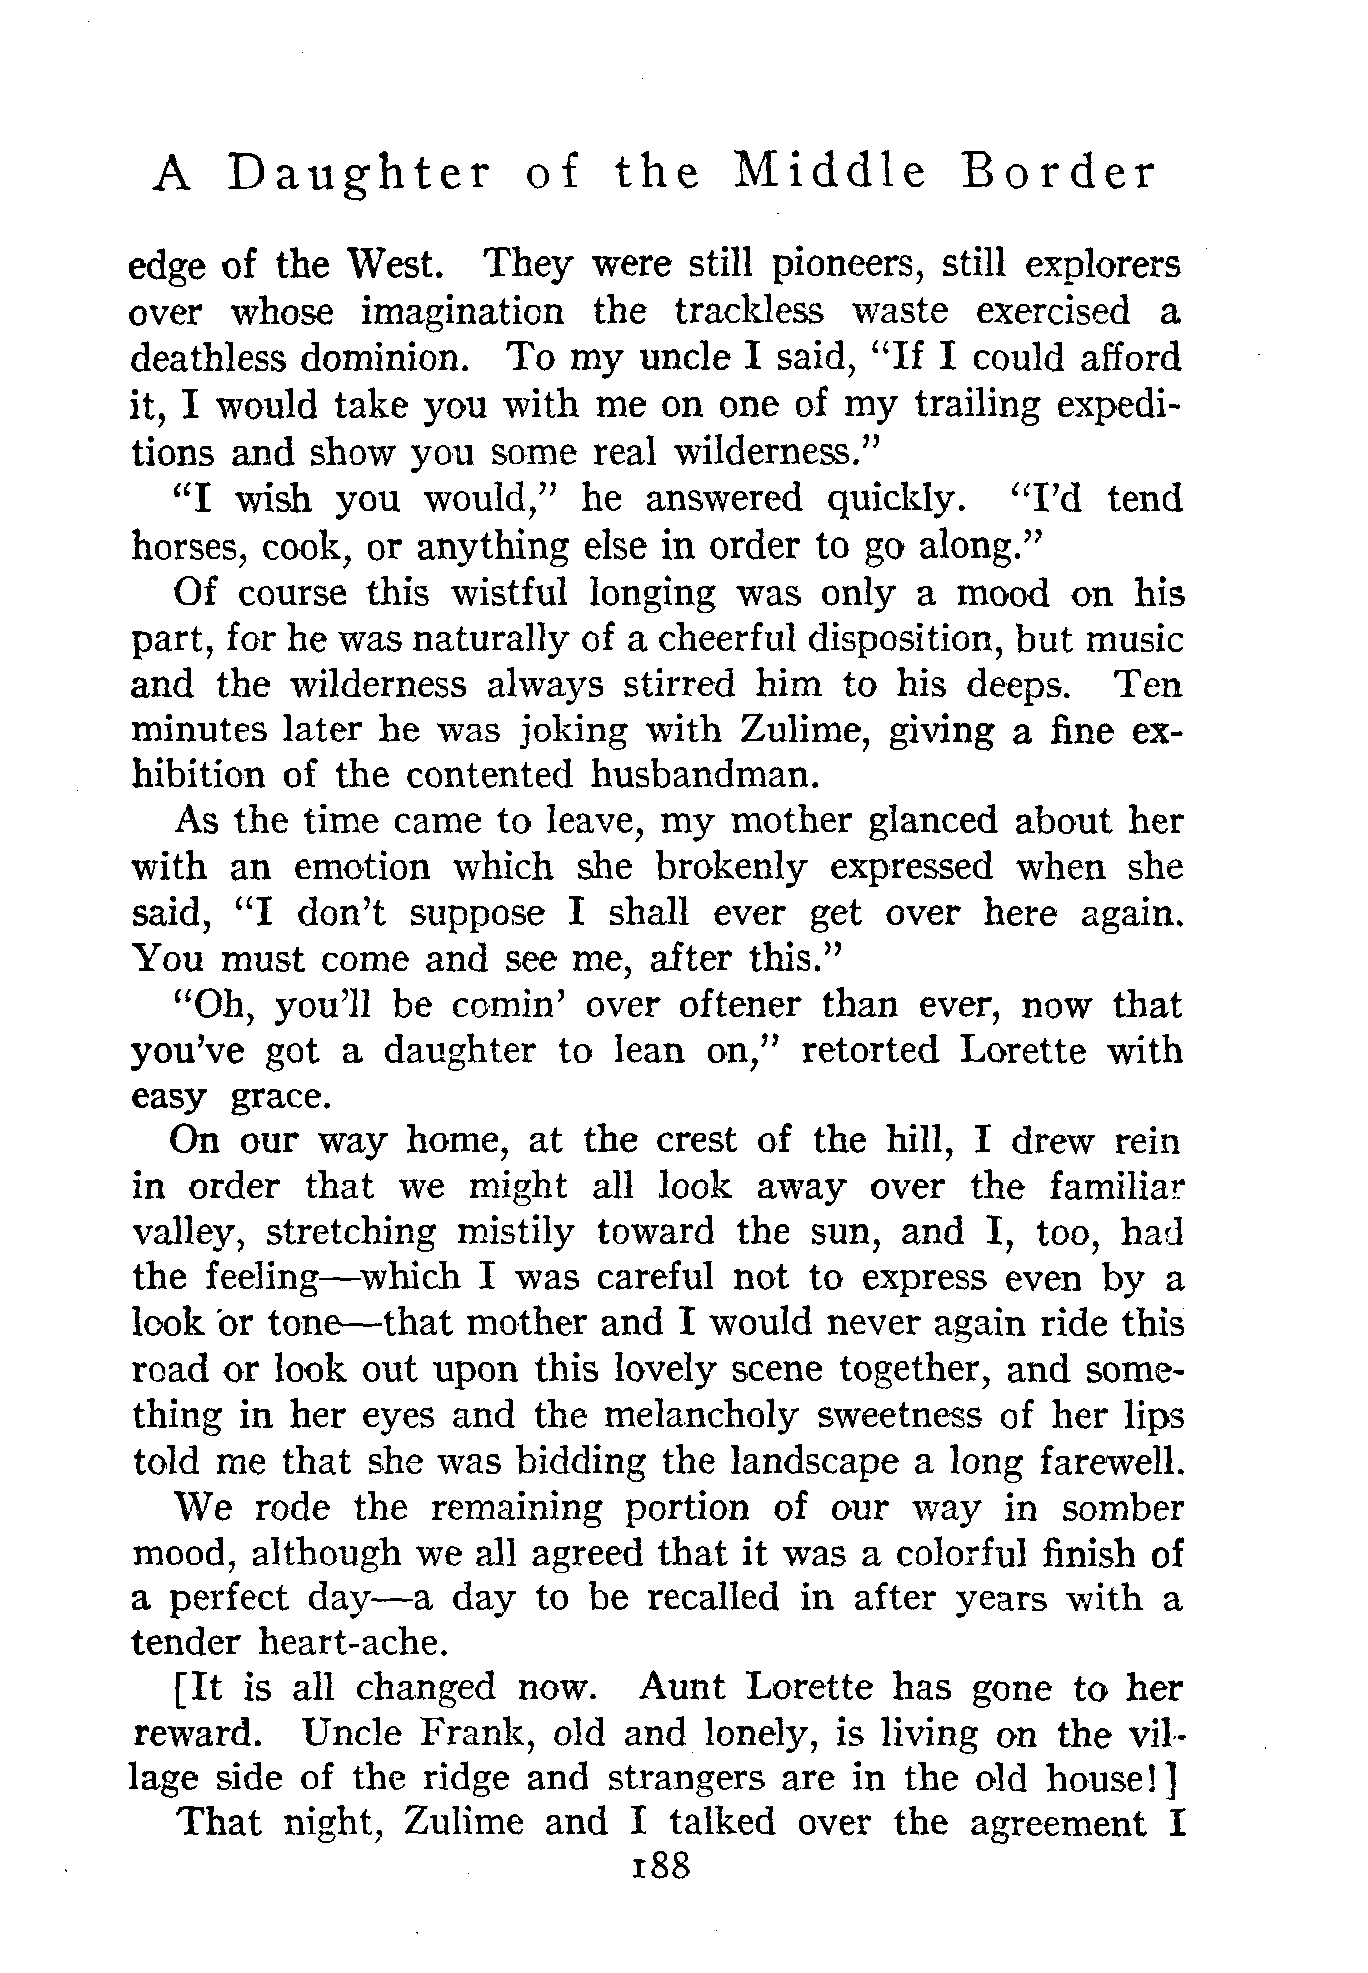 A Daughter of the Middle Border
edge of the West. They were still pioneers, still explorers
over whose imagination the trackless waste exercised a
deathless dominion. To my uncle I said, “If I could afford
it, I would take you with me on one of my trailing expedi-
tions and show you some real wilderness.”
“I wish you would,” he answered quickly. “I’d tend
horses, cook, or anything else in order to go along.”
Of course this wistful longing was only a mood on his
part, for he was naturally of a cheerful disposition, but music
and the wilderness always stirred him to his deeps. Ten
minutes later he was joking with Zulime, giving a fine ex-
hibition of the contented husbandman.
As the time came to leave, my mother glanced about her
with an emotion which she brokenly expressed when she
said, “I don’t suppose I shall ever get over here again.
You must come and see me, after this.”
“Oh, you’ll be comin’ over oftener than ever, now that
you’ve got a daughter to lean on,” retorted Lorette with
easy grace.
On our way home, at the crest of the hill, I drew rein
in order that we might all look away over the familiar
valley, stretching mistily toward the sun, and I, too, had
the feeling—which I was careful not to express even by a
look or tone—that mother and I would never again ride this
road or look out upon this lovely scene together, and some-
thing in her eyes and the melancholy sweetness of her lips
told me that she was bidding the landscape a long farewell.
We rode the remaining portion of our way in somber
mood, although we all agreed that it was a colorful finish of
a perfect day—a day to be recalled in after years with a
tender heart-ache.
[It is all changed now. Aunt Lorette has gone to her
reward. Uncle Frank, old and lonely, is living on the vil-
lage side of the ridge and strangers are in the old house!]
That night, Zulime and I talked over the agreement I
188